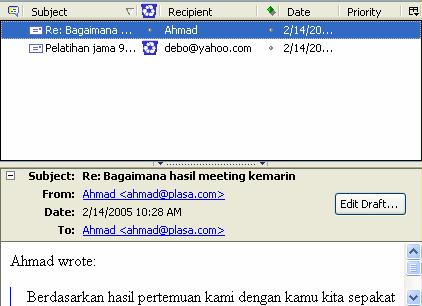 Subject Recipient Date Priority
Re: Bagaimana ... Ahmad 2/14/20...
Pelatihan jama 9... debo@yahoo.com 2/14/20...
Subject: Re: Bagaimana hasil meeting kemarin
From: Ahmad <ahmad@plasa.com>
Date: 2/14/2005 10:28 AM
Edit Draft...
To: Ahmad <ahmad@plasa.com>
Ahmad wrote:
Berdasarkan hasil pertemuan kami dengan kamu kita sepakat